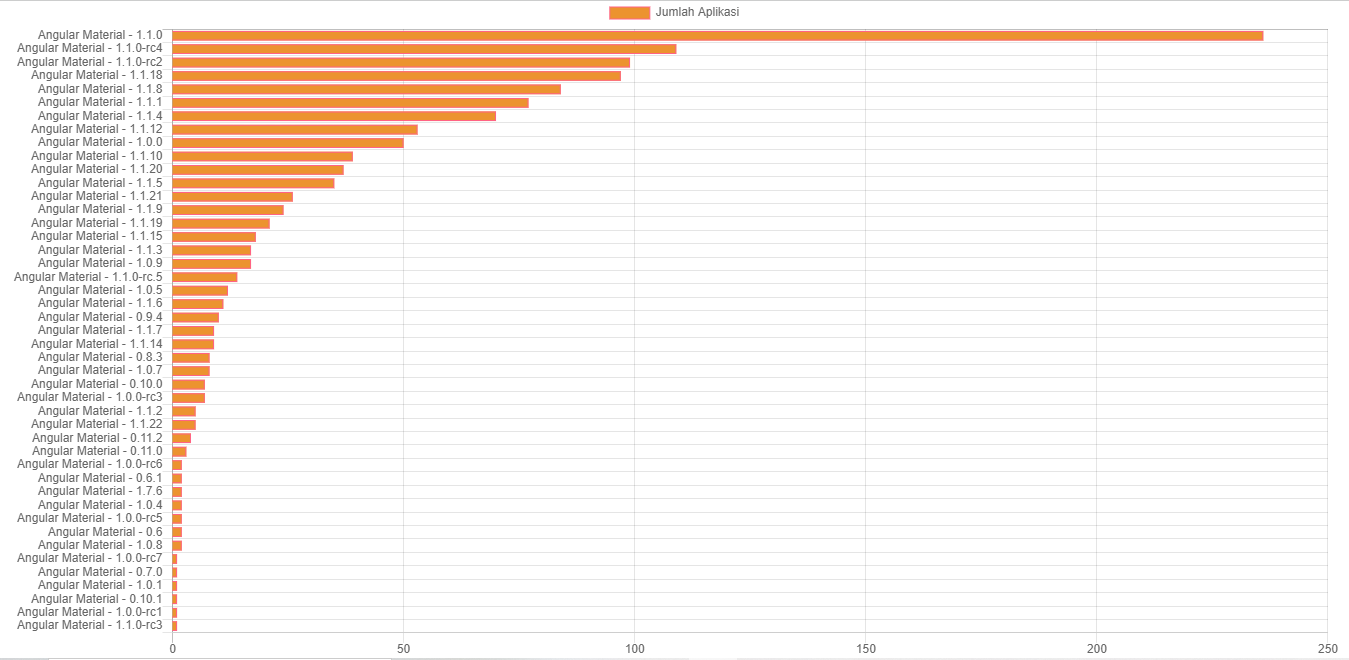 Jumlah Aplikasi
Angular Material - 1.1.0
Angular Material - 1.1.0-rc4
Angular Material - 1.1.0-rc2
Angular Material - 1.1.18
Angular Material - 1.1.8
Angular Material - 1.1.1
Angular Material - 1.1.4
Angular Material - 1.1.12
Angular Material - 1.0.0
Angular Material - 1.1.10
Angular Material - 1.1.20
Angular Material - 1.1.5
Angular Material - 1.1.21
Angular Material - 1.1.9
Angular Material - 1.1.19
Angular Material - 1.1.15
Angular Material - 1.1.3
Angular Material - 1.0.9
Angular Material - 1.1.0-rc.5
Angular Material - 1.0.5
Angular Material - 1.1.6
Angular Material - 0.9.4
Angular Material - 1.1.7
Angular Material - 1.1.14
Angular Material - 0.8.3
Angular Material - 1.0.7
Angular Material - 0.10.0
Angular Material - 1.0.0-rc3
Angular Material - 1.1.2
Angular Material - 1.1.22
Angular Material - 0.11.2
Angular Material - 0.11.0
Angular Material - 1.0.0-rc6
Angular Material - 0.6.1
Angular Material - 1.7.6
Angular Material - 1.0.4
Angular Material - 1.0.0-rc5
Angular Material - 0.6
Angular Material - 1.0.8
Angular Material - 1.0.0-rc7
Angular Material - 0.7.0
Angular Material - 1.0.1
Angular Material - 0.10.1
Angular Material - 1.0.0-rc1
Angular Material - 1.1.0-rc3
0 50 100 150 200 250